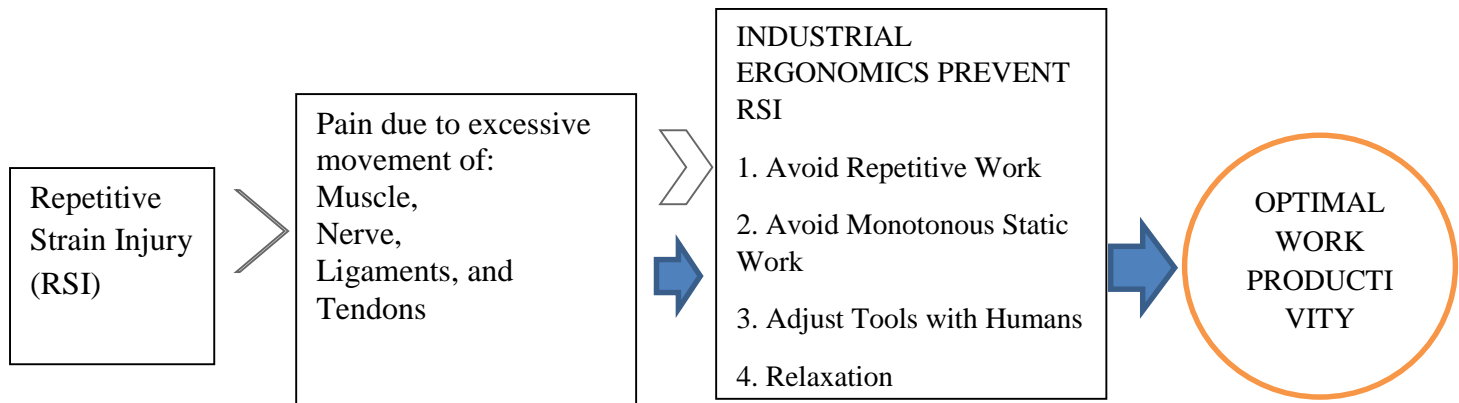 Repetitive
Strain Injury
(RSI)
Pain due to excessive
movement of:
Muscle,
Nerve,
Ligaments, and
Tendons
INDUSTRIAL
ERGONOMICS PREVENT
RSI
1. Avoid Repetitive Work
2. Avoid Monotonous Static
Work
3. Adjust Tools with Humans
4. Relaxation
OPTIMAL
WORK
PRODUCTI
VITY